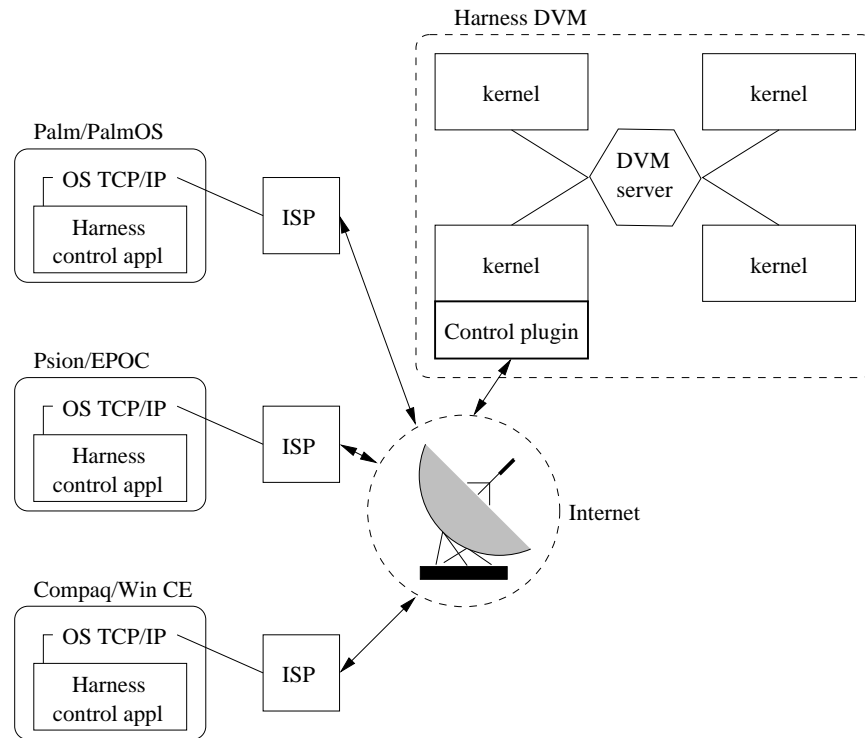 Harness DVM
kernel
kernel
DVM
server
kernel
Control plugin
kernel
Palm/PalmOS
OS TCP/IP
Harness
control appl
ISP
Psion/EPOC
OS TCP/IP
Harness
control appl
ISP
Internet
Compaq/Win CE
OS TCP/IP
Harness
control appl
ISP